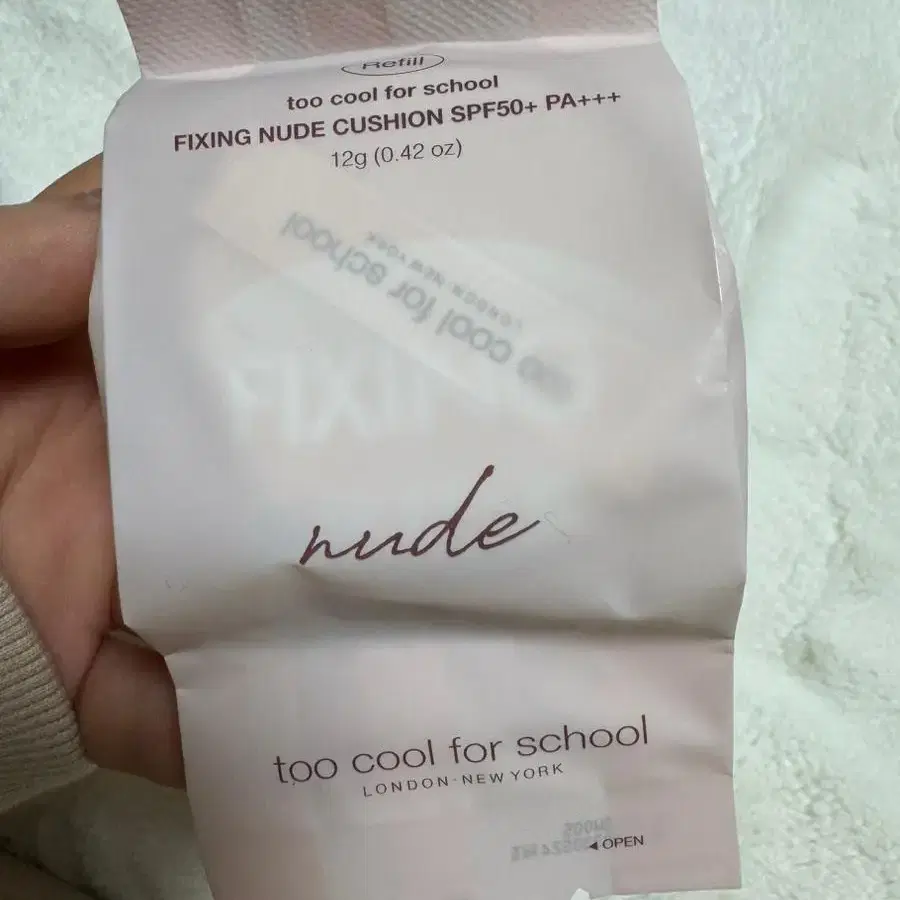 Refill
too cool for school
FIXING NUDE CUSHION SPF50+ PA+++
12g (0.42 oz)
too cool for school
LONDON·NEW YORK
nude
too cool for school
LONDON·NEW YORK
◄ OPEN